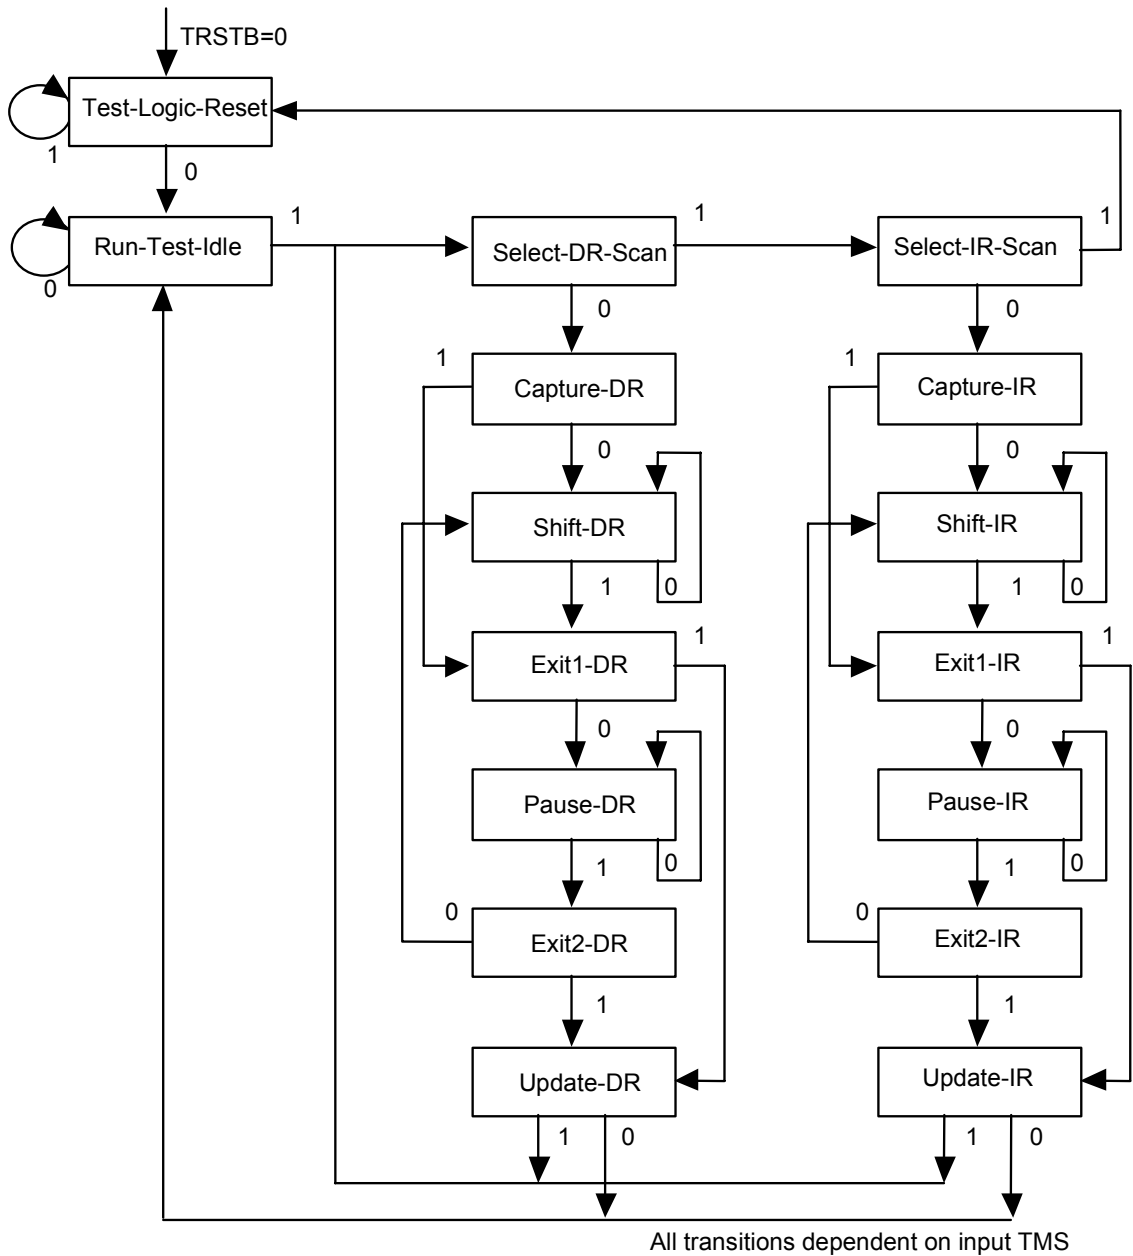 TRSTB=0
Test-Logic-Reset
1
0
Run-Test-Idle
1
0
Select-DR-Scan
1
Select-IR-Scan
1
0
0
1
Capture-DR
1
Capture-IR
0
0
Shift-DR
Shift-IR
1
0
1
0
Exit1-DR
1
Exit1-IR
1
0
0
Pause-DR
Pause-IR
1
0
1
0
0
Exit2-DR
0
Exit2-IR
1
1
Update-DR
Update-IR
1
0
1
0
All transitions dependent on input TMS